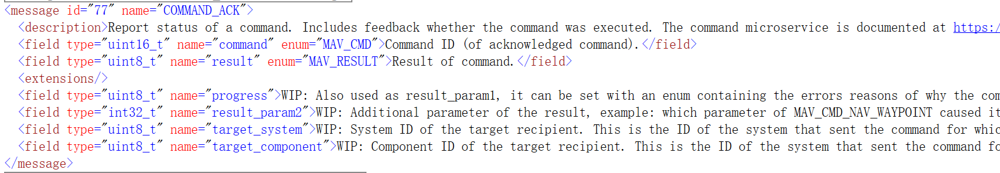 <message id="77" name="COMMAND_ACK">
<description>Report status of a command. Includes feedback whether the command was executed. The command microservice is documented at https:/
<field type="uint16_t" name="command" enum="MAV_CMD">Command ID (of acknowledged command).</field>
<field type="uint8_t" name="result" enum="MAV_RESULT">Result of command.</field>
<extensions/>
<field type="uint8_t" name="progress">WIP: Also used as result_param1, it can be set with an enum containing the errors reasons of why the com
<field type="int32_t" name="result_param2">WIP: Additional parameter of the result, example: which parameter of MAV_CMD_NAV_WAYPOINT caused it
<field type="uint8_t" name="target_system">WIP: System ID of the target recipient. This is the ID of the system that sent the command for whic
<field type="uint8_t" name="target_component">WIP: Component ID of the target recipient. This is the ID of the system that sent the command fo
</message>